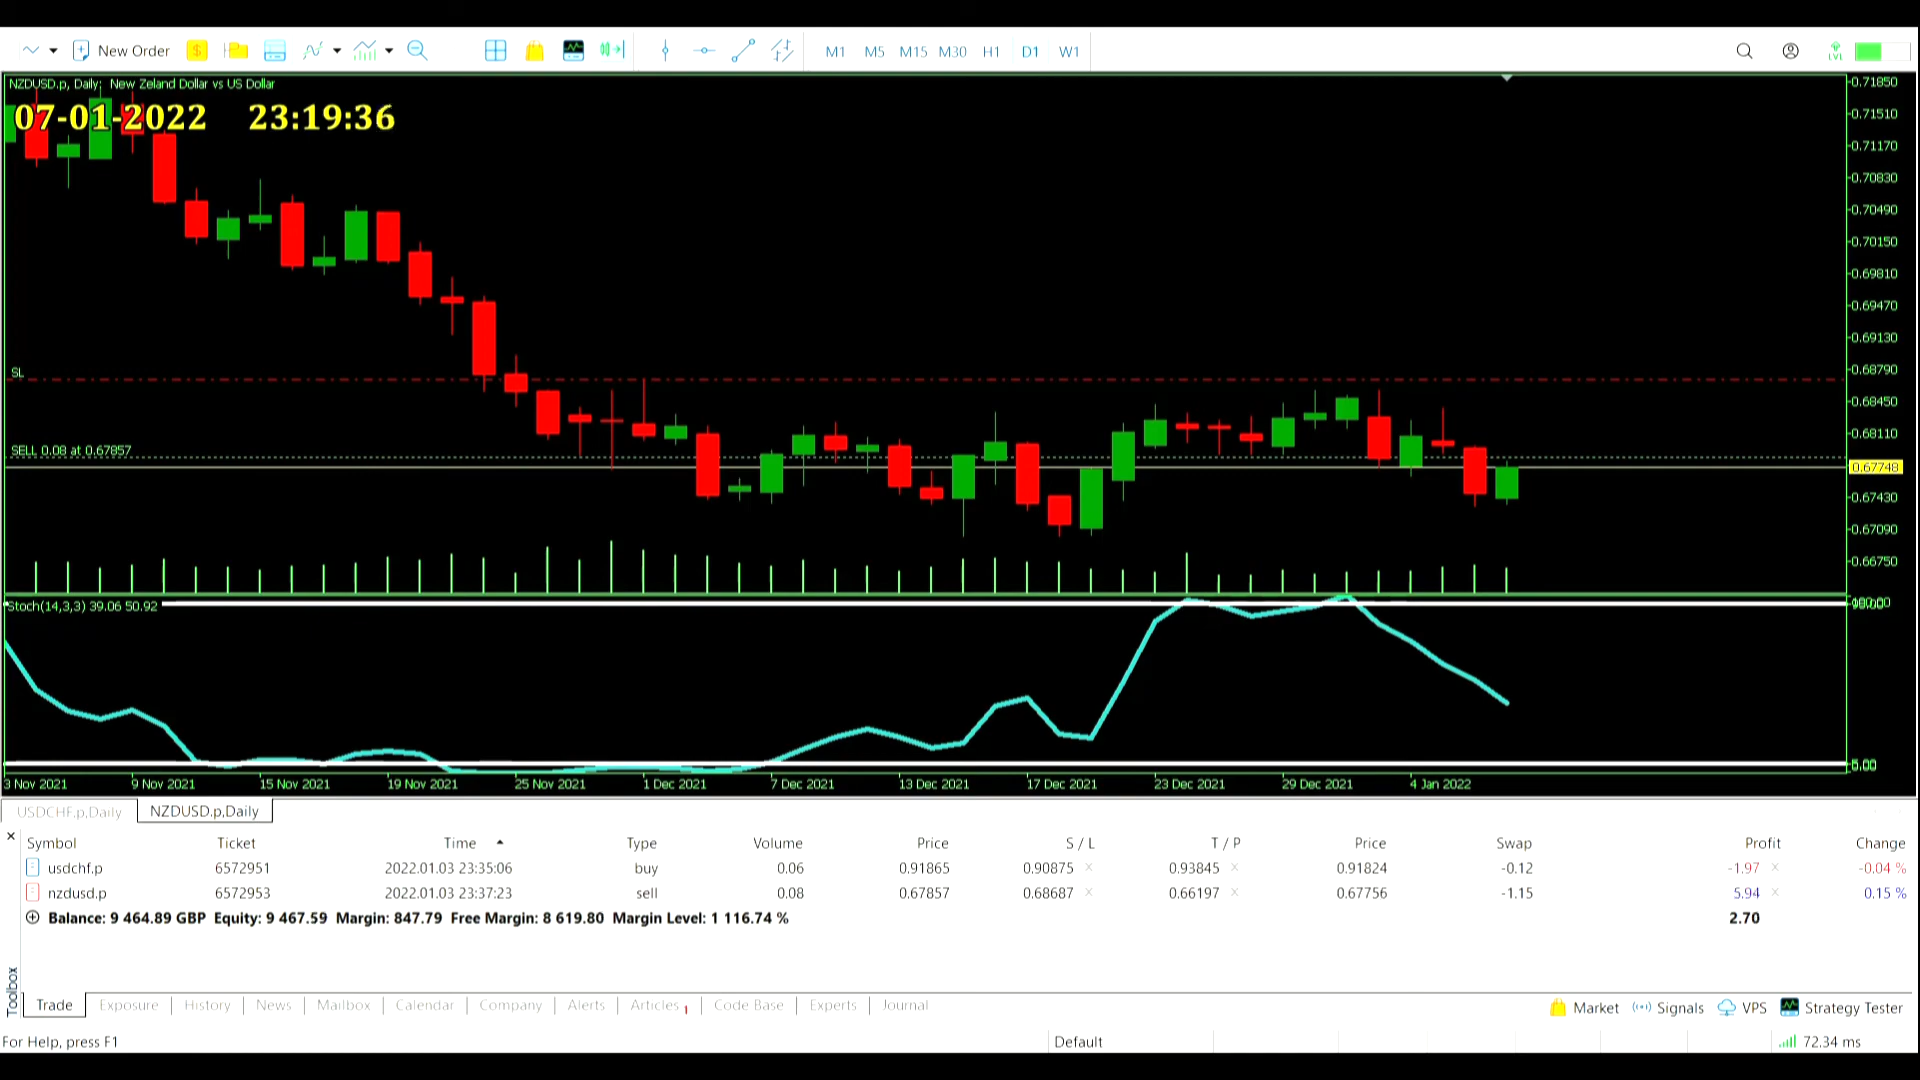 New Order M1 M5 M15 M30 H1 D1 W1
NZDUSD.p, Daily: New Zeland Dollar vs US Dollar
07-01-2022 23:19:36
0.71850
0.71510
0.71170
0.70830
0.70490
0.70150
0.69810
0.69470
0.69130
SL
0.68790
0.68450
0.68110
SELL 0.08 at 0.67857
0.67748
0.67430
0.67090
0.66750
Stoch(14,3,3) 39.06 50.92
5.00
3 Nov 2021 9 Nov 2021 15 Nov 2021 19 Nov 2021 25 Nov 2021 1 Dec 2021 7 Dec 2021 13 Dec 2021 17 Dec 2021 23 Dec 2021 29 Dec 2021 4 Jan 2022
USDCHF.p,Daily NZDUSD.p,Daily
Symbol Ticket Time Type Volume Price S / L T / P Price Swap Profit Change
usdchf.p 6572951 2022.01.03 23:35:06 buy 0.06 0.91865 0.90875 0.93845 0.91824 -0.12 -1.97 -0.04 %
nzdusd.p 6572953 2022.01.03 23:37:23 sell 0.08 0.67857 0.68687 0.66197 0.67756 -1.15 5.94 0.15 %
Balance: 9 464.89 GBP Equity: 9 467.59 Margin: 847.79 Free Margin: 8 619.80 Margin Level: 1 116.74 % 2.70
Toolbox
Trade Exposure History News Mailbox Calendar Company Alerts Articles 1 Code Base Experts Journal
Market Signals VPS Strategy Tester
For Help, press F1 Default 72.34 ms